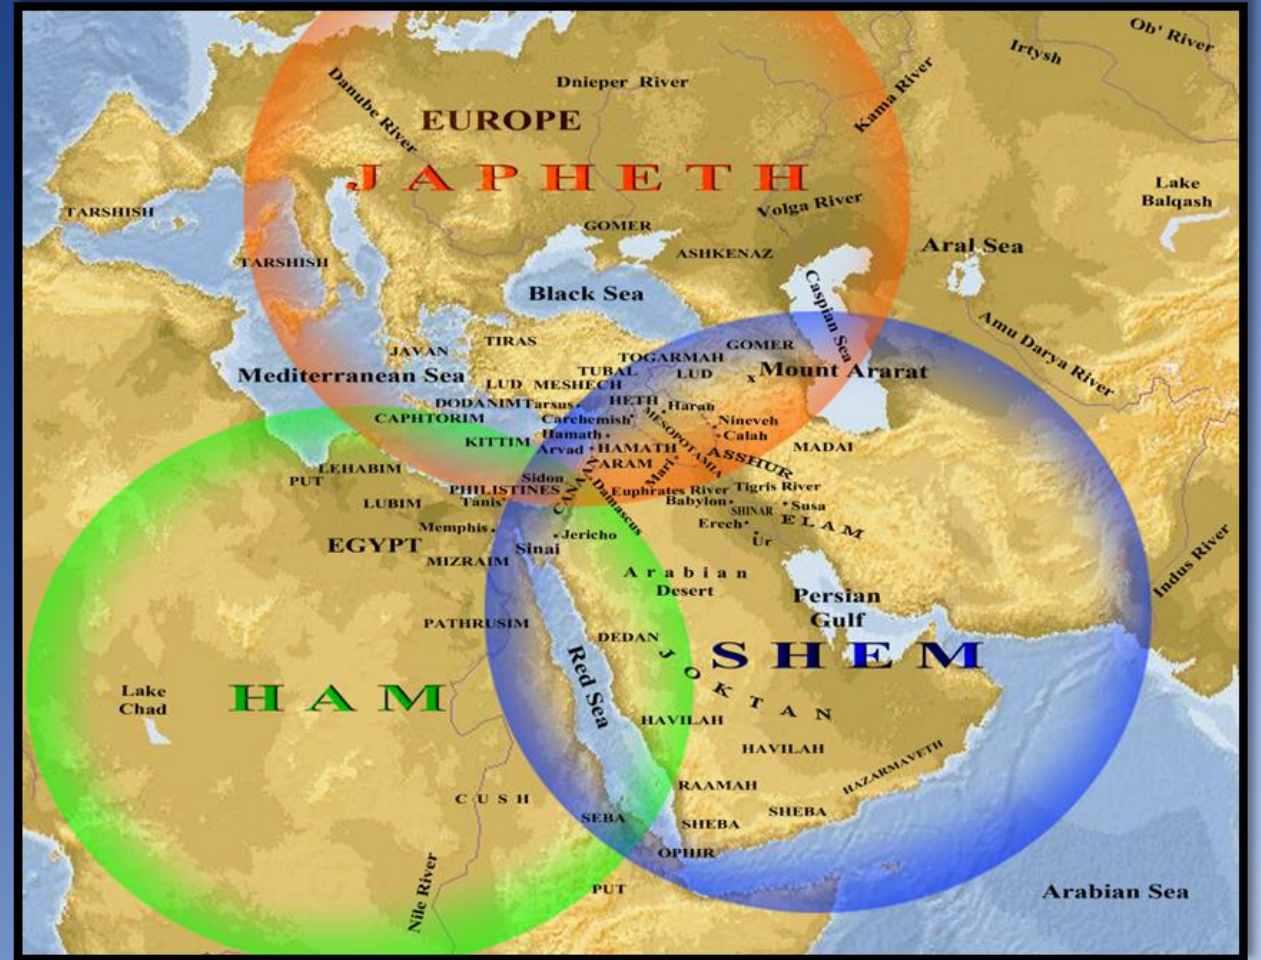 Ob' River
Irtysh
Dnieper River
Danube River
Kama River
EUROPE
JAPHETH
Lake
Balqash
TARSHISH
Volga River
GOMER
Aral Sea
ASHKENAZ
TARSHISH
Black Sea
Caspian Sea
Amu Darya River
TIRAS
GOMER
JAVAN
TOGARMAH
Mediterranean Sea
TUBAL
LUD
x Mount Ararat
LUD
MESHECH
DODANIM
Tarsus
HETH
Haran
CAPHTORIM
Carchemish
MESOPOTAMIA
Nineveh
KITTIM
Hamath
Calah
Arvad
HAMATH
ASSHUR
MADAI
ARAM
LEHABIM
Mari
PUT
Sidon
CANAAN
PHILISTINES
Damascus
Euphrates River
Tigris River
LUBIM
Tanis
Babylon
SHINAR
Susa
Memphis
Erech
ELAM
Jericho
Ur
EGYPT
Sinai
MIZRAIM
Indus River
Arabian
Desert
Persian
Gulf
PATHRUSIM
DEDAN
SHEM
JOKTAN
Red Sea
Lake
Chad
HAM
HAVILAH
HAVILAH
HAZARMAVETH
RAAMAH
CUSH
SHEBA
SEBA
SHEBA
OPHIR
Nile River
PUT
Arabian Sea